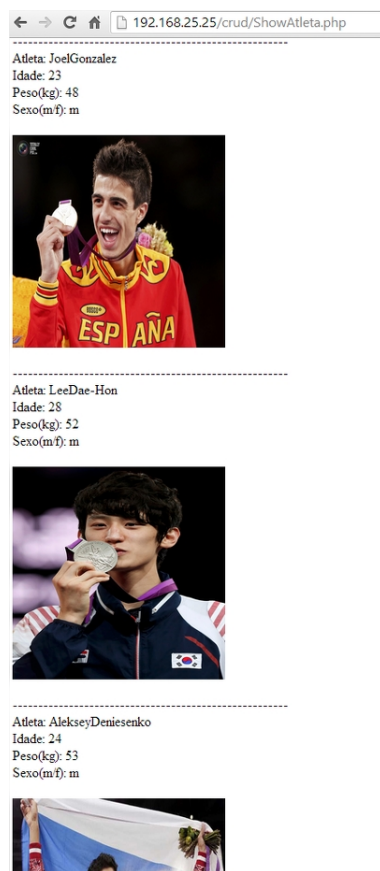 192.168.25.25/crud/ShowAtleta.php
------------------------------------------------------
Atleta: JoelGonzalez
Idade: 23
Peso(kg): 48
Sexo(m/f): m
ESPAÑA
------------------------------------------------------
Atleta: LeeDae-Hon
Idade: 28
Peso(kg): 52
Sexo(m/f): m
------------------------------------------------------
Atleta: AlekseyDeniesenko
Idade: 24
Peso(kg): 53
Sexo(m/f): m